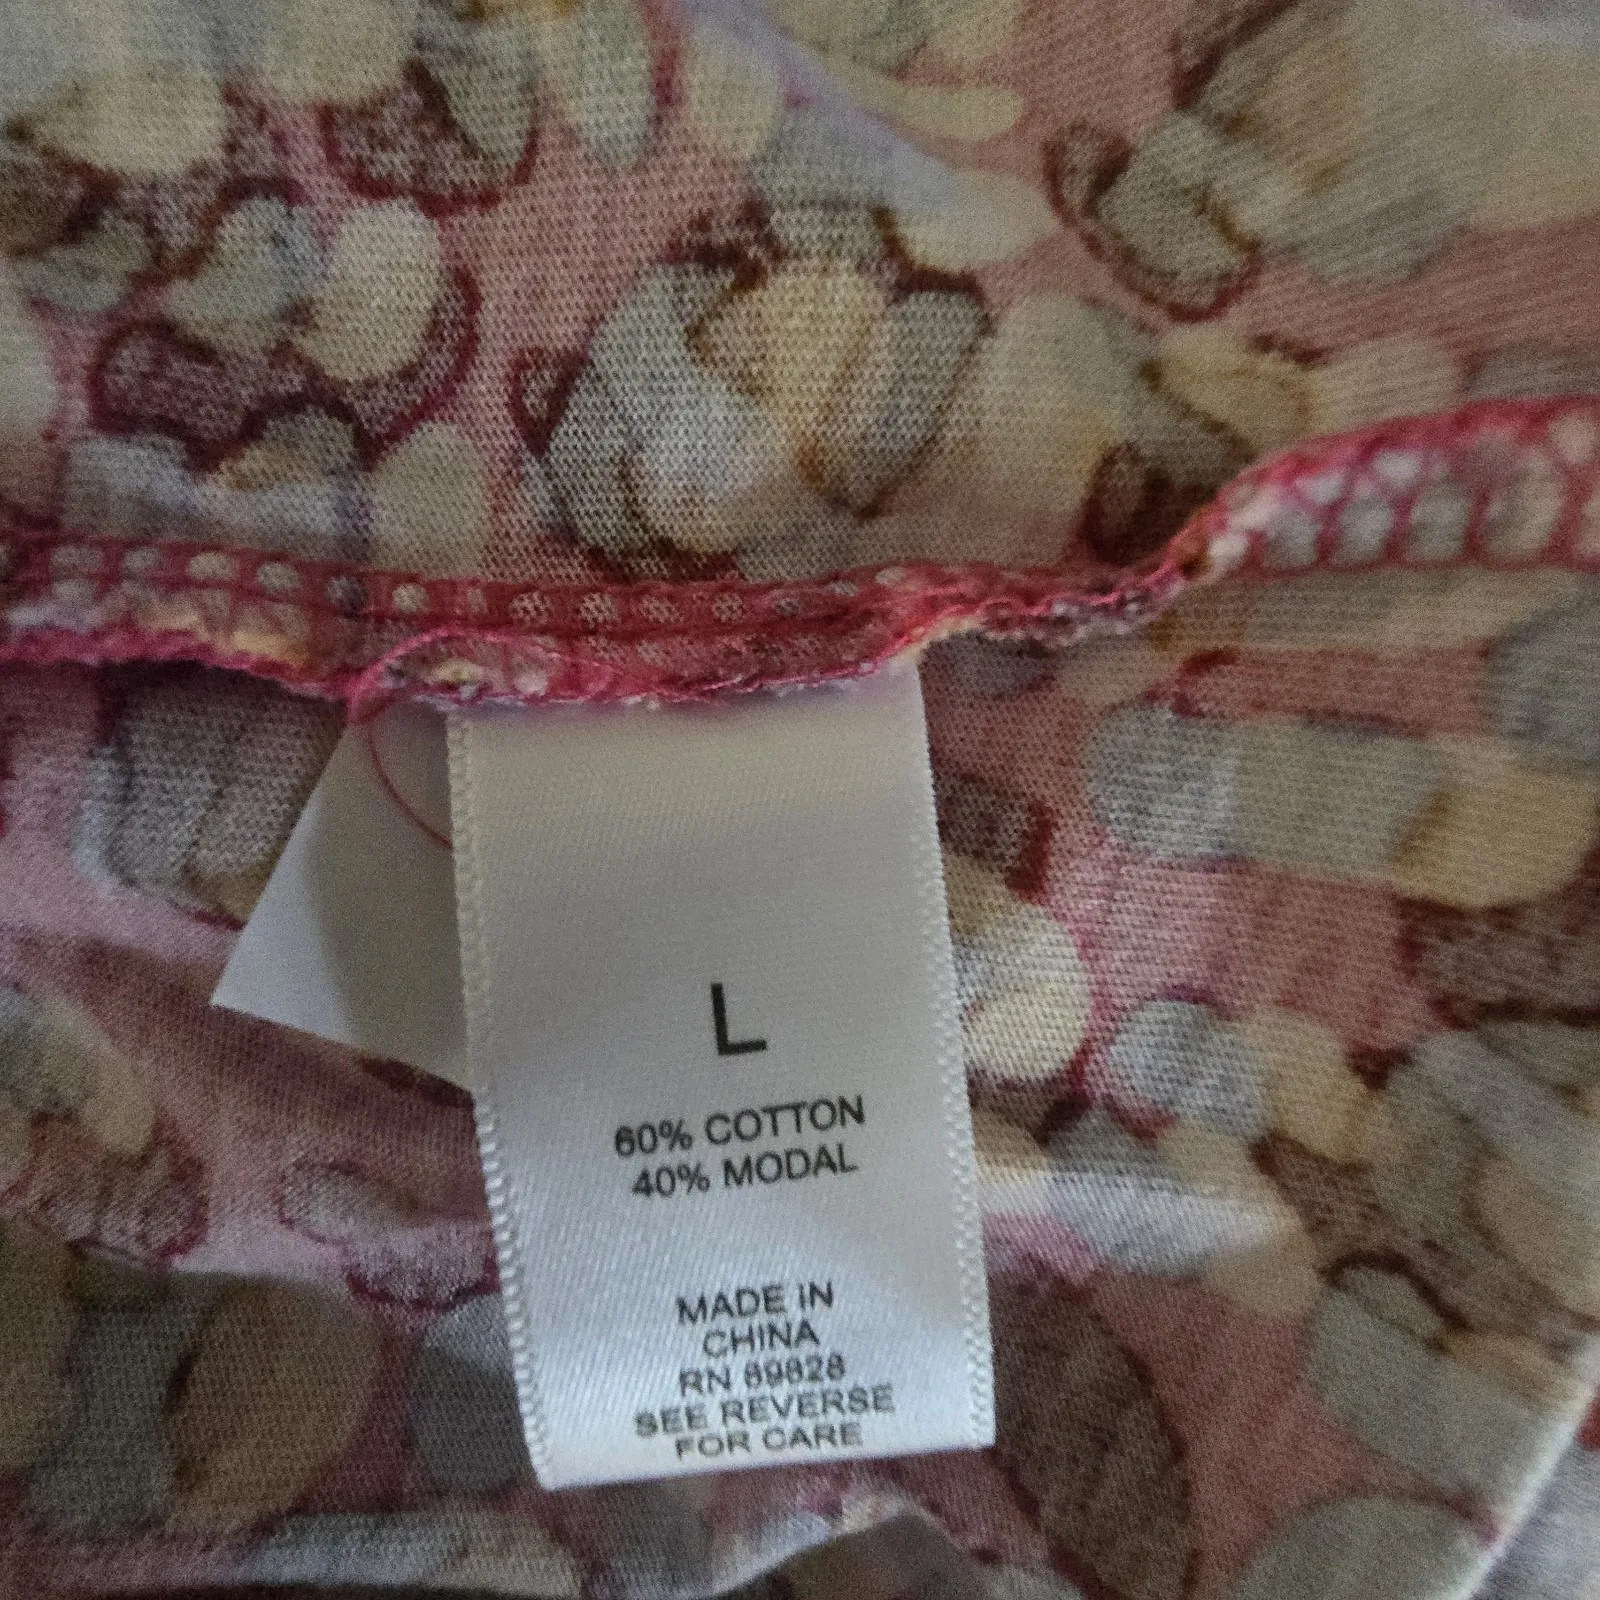 L
60% COTTON
40% MODAL
MADE IN
CHINA
RN 89828
SEE REVERSE
FOR CARE